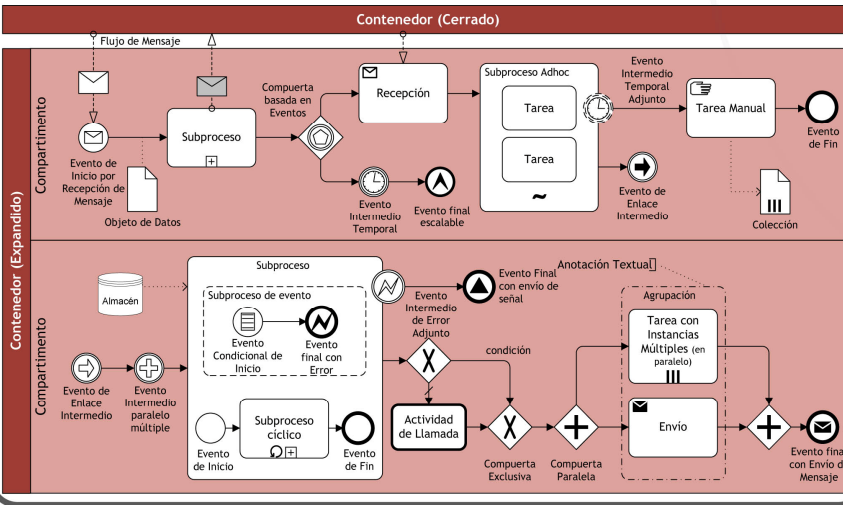 Contenedor (Cerrado)
Flujo de Mensaje
Contenedor (Expandido)
Compartimento
Evento de
Inicio por
Recepción de
Mensaje
Objeto de Datos
Subproceso
Compuerta
basada en
Eventos
Recepción
Evento
Intermedio
Temporal
Evento final
escalable
Subproceso Adhoc
Tarea
Tarea
Evento
Intermedio
Temporal
Adjunto
Evento de
Enlace
Intermedio
Tarea Manual
Evento
de Fin
Colección
Compartimento
Almacén
Evento de
Enlace
Intermedio
Evento
Intermedio
paralelo
múltiple
Subproceso
Subproceso de evento
Evento
Condicional de
Inicio
Evento
final con
Error
Evento
de Inicio
Subproceso
cíclico
Evento
de Fin
Evento
Intermedio
de Error
Adjunto
Evento Final
con envío de
señal
condición
Actividad
de Llamada
Compuerta
Exclusiva
Compuerta
Paralela
Anotación Textual
Agrupación
Tarea con
Instancias
Múltiples (en
paralelo)
Envío
Evento final
con Envío de
Mensaje